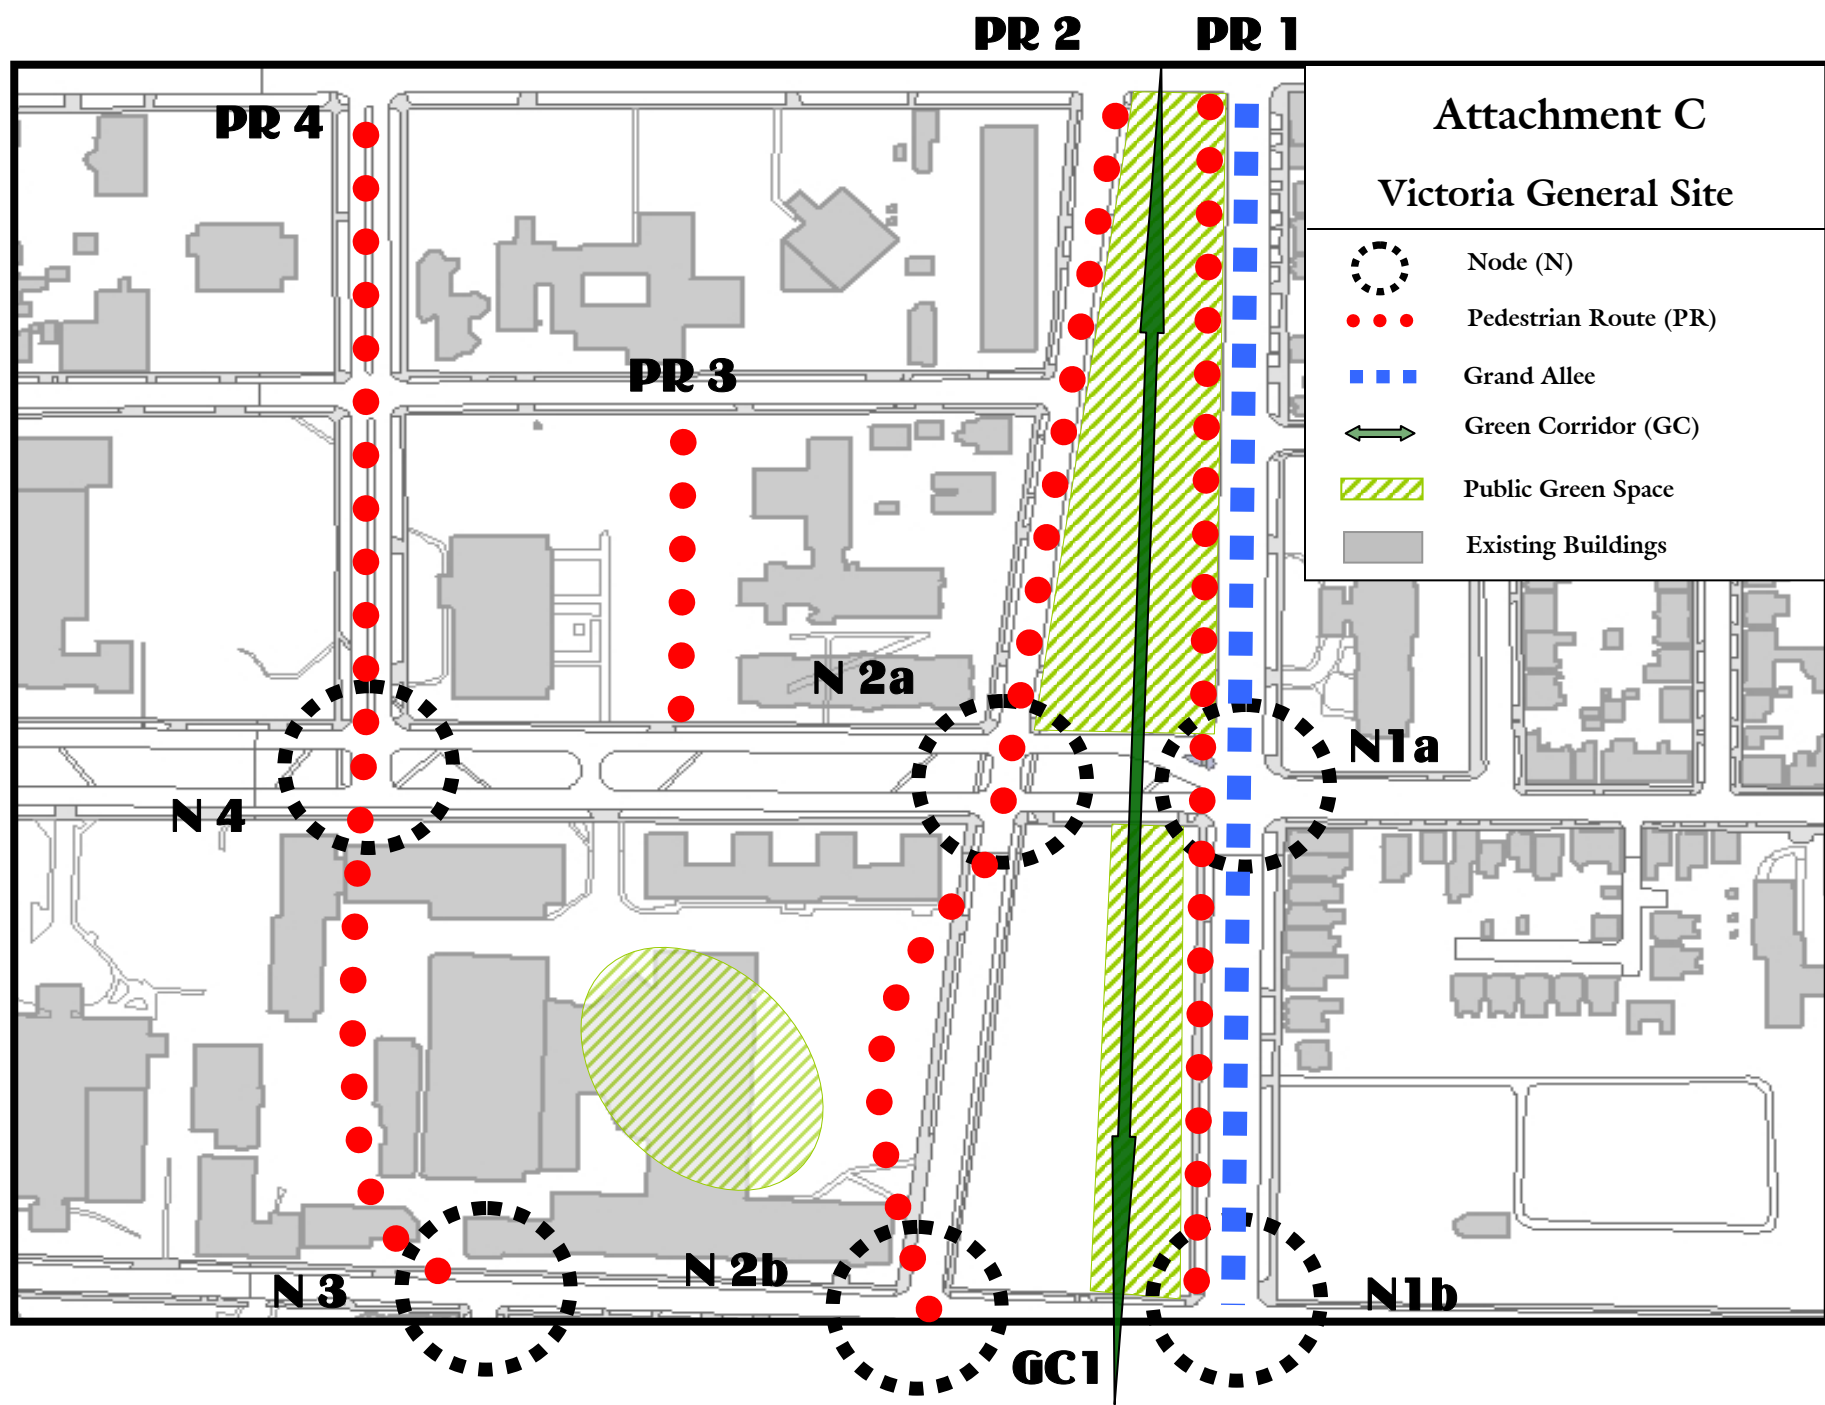 PR 2
PR 1
PR 4
Attachment C
Victoria General Site
Node (N)
Pedestrian Route (PR)
Grand Allee
Green Corridor (GC)
Public Green Space
Existing Buildings
PR 3
N 2a
N1a
N 4
N 2b
N 3
N1b
GC1